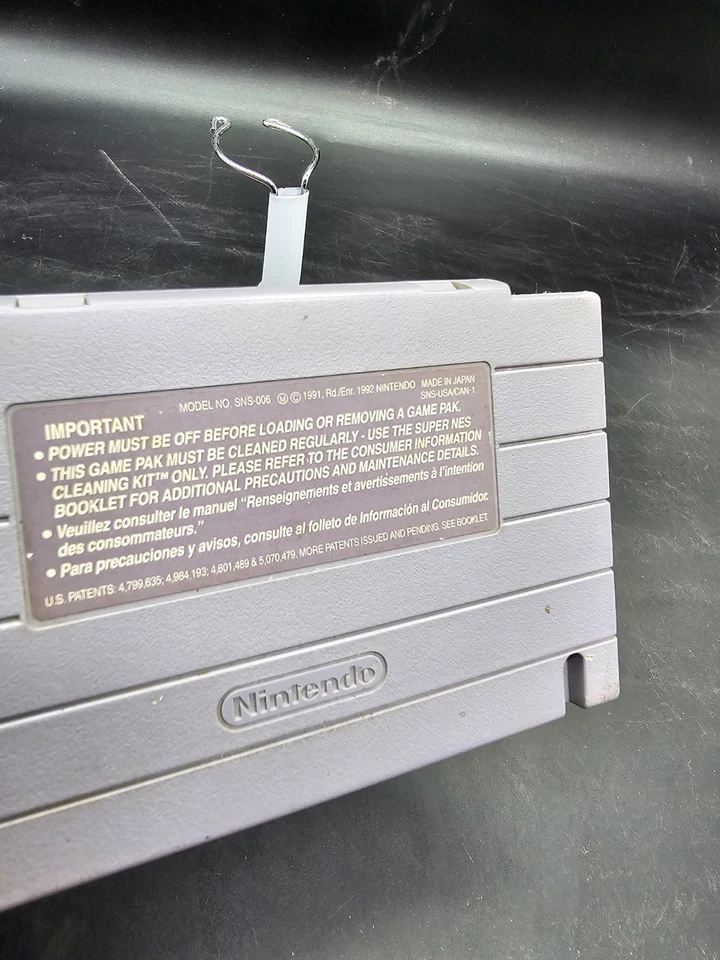 MODEL NO. SNS-006 Ⓜ © 1991, Rd./Enr. 1992 NINTENDO MADE IN JAPAN
SNS-USA/CAN-1
IMPORTANT
• POWER MUST BE OFF BEFORE LOADING OR REMOVING A GAME PAK.
• THIS GAME PAK MUST BE CLEANED REGULARLY - USE THE SUPER NES
CLEANING KIT™ ONLY. PLEASE REFER TO THE CONSUMER INFORMATION
BOOKLET FOR ADDITIONAL PRECAUTIONS AND MAINTENANCE DETAILS.
• Veuillez consulter le manuel “Renseignements et avertissements à l'intention
des consommateurs.”
• Para precauciones y avisos, consulte al folleto de Información al Consumidor.
U.S. PATENTS: 4,799,635; 4,984,193; 4,801,489 & 5,070,479. MORE PATENTS ISSUED AND PENDING. SEE BOOKLET.
Nintendo